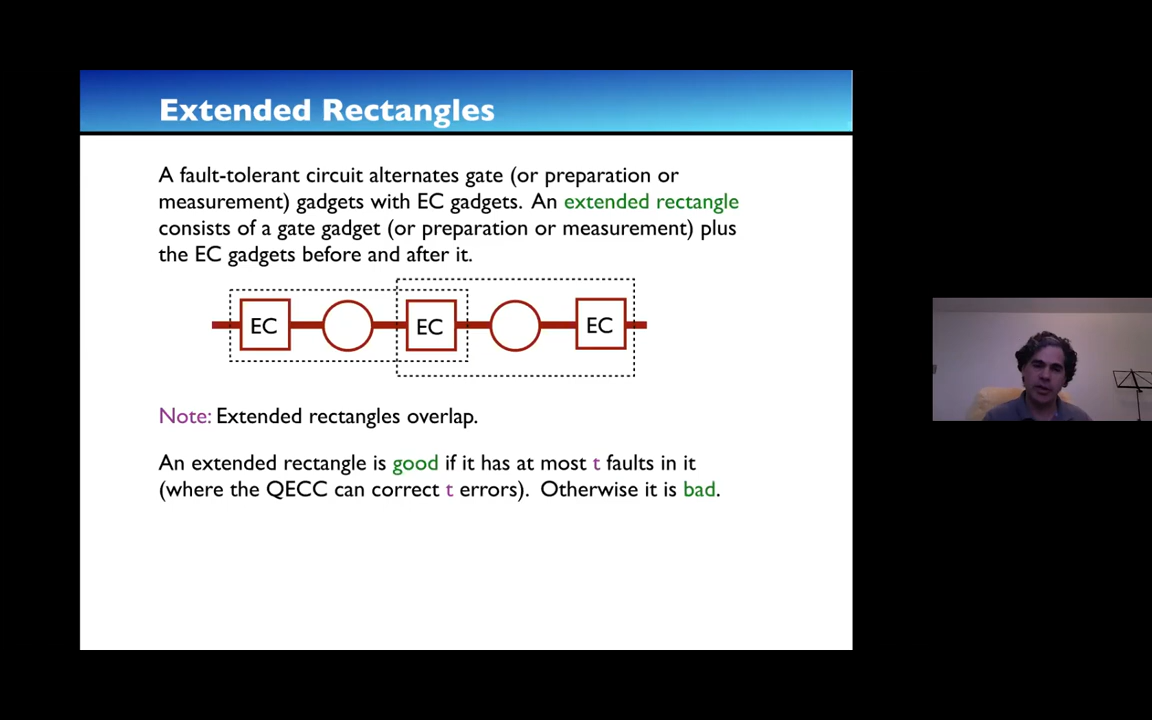 Extended Rectangles
A fault-tolerant circuit alternates gate (or preparation or
measurement) gadgets with EC gadgets. An extended rectangle
consists of a gate gadget (or preparation or measurement) plus
the EC gadgets before and after it.
EC EC EC
Note: Extended rectangles overlap.
An extended rectangle is good if it has at most t faults in it
(where the QECC can correct t errors). Otherwise it is bad.